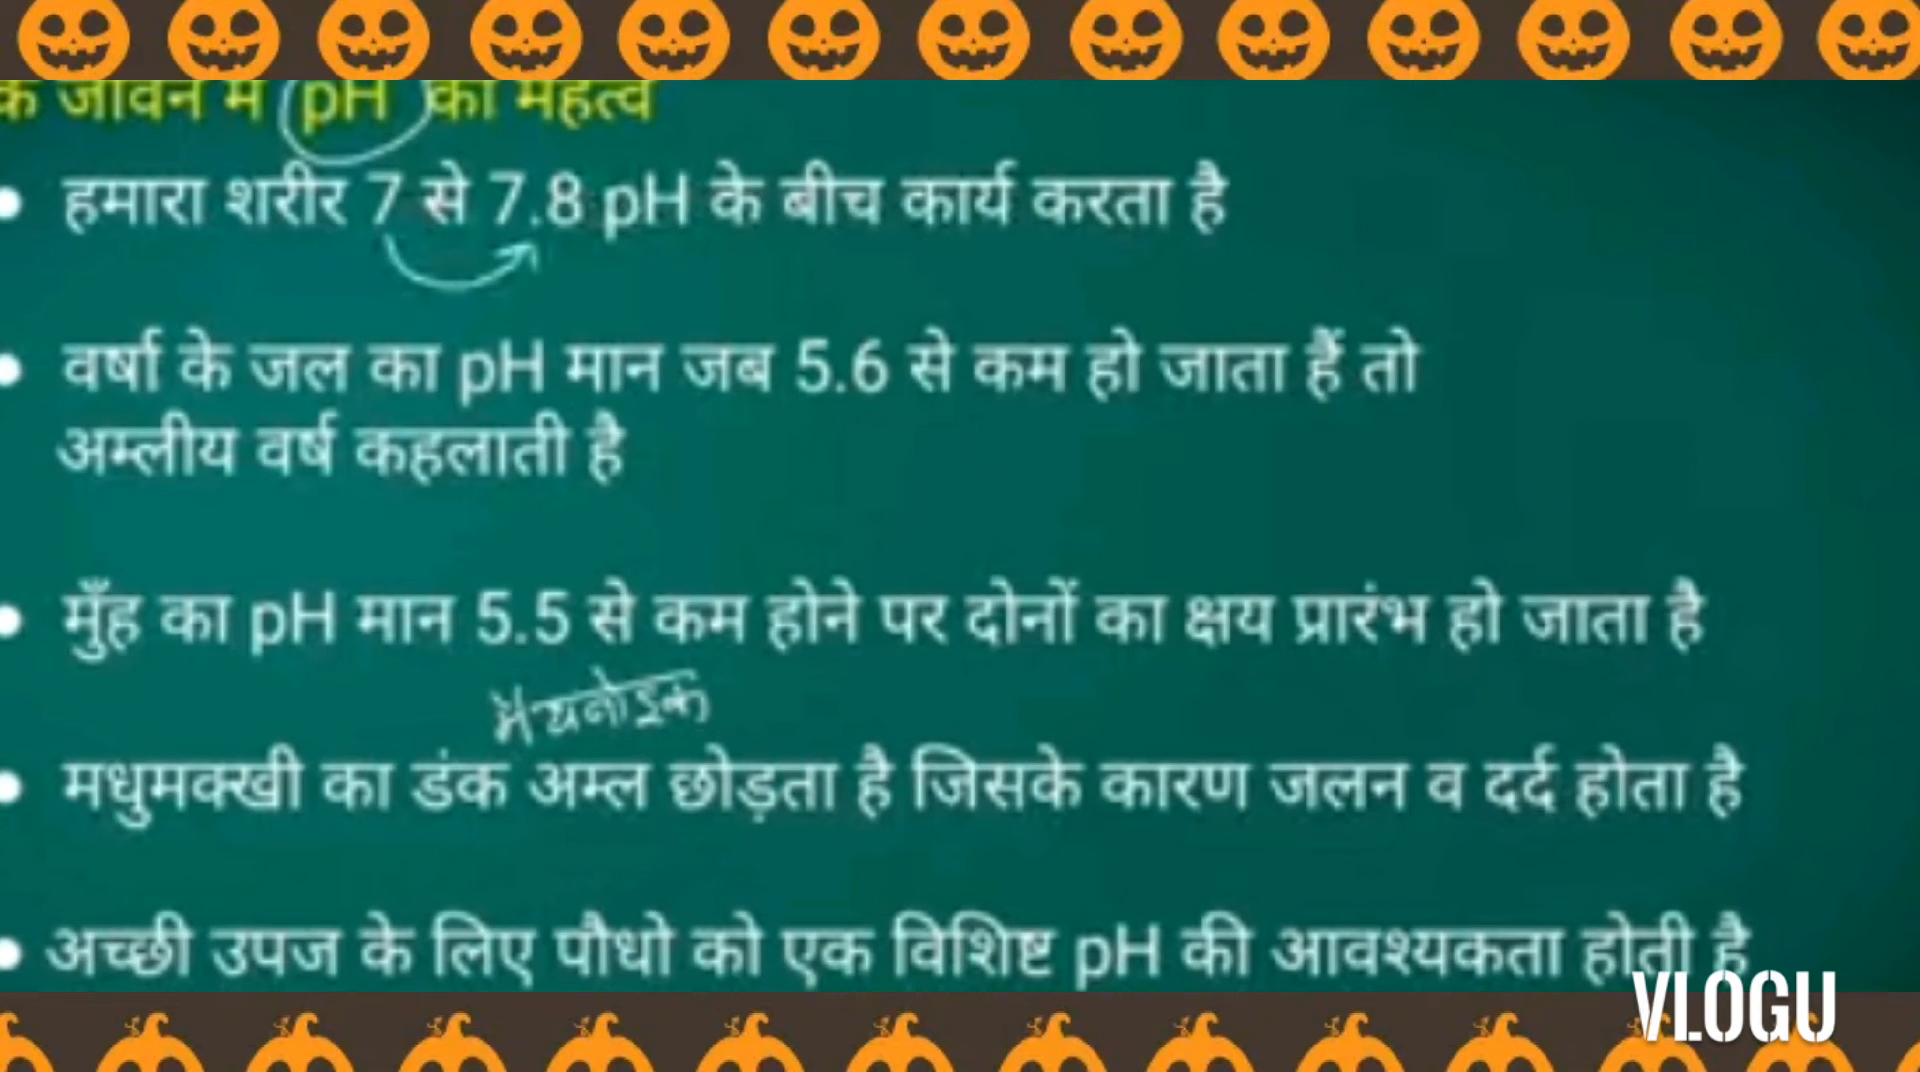 के जीवन में pH का महत्व
• हमारा शरीर 7 से 7.8 pH के बीच कार्य करता है
• वर्षा के जल का pH मान जब 5.6 से कम हो जाता हैं तो
अम्लीय वर्ष कहलाती है
• मुँह का pH मान 5.5 से कम होने पर दोनों का क्षय प्रारंभ हो जाता है
• मधुमक्खी का डंक अम्ल छोड़ता है जिसके कारण जलन व दर्द होता है
• अच्छी उपज के लिए पौधो को एक विशिष्ट pH की आवश्यकता होती है
VLOGU